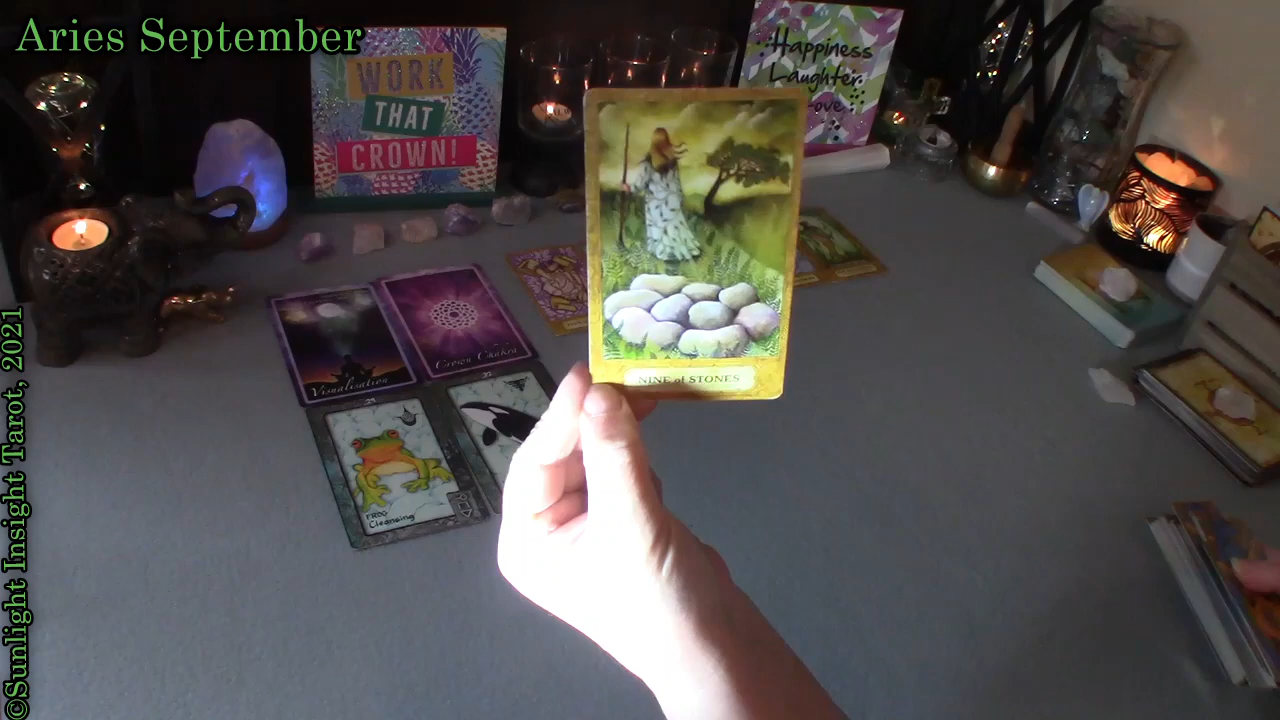 Aries September
WORK
THAT
CROWN!
Happiness
Laughter
Love
NINE of STONES
Visualisation
Crown Chakra
FROG
Cleansing
©Sunlight Insight Tarot, 2021